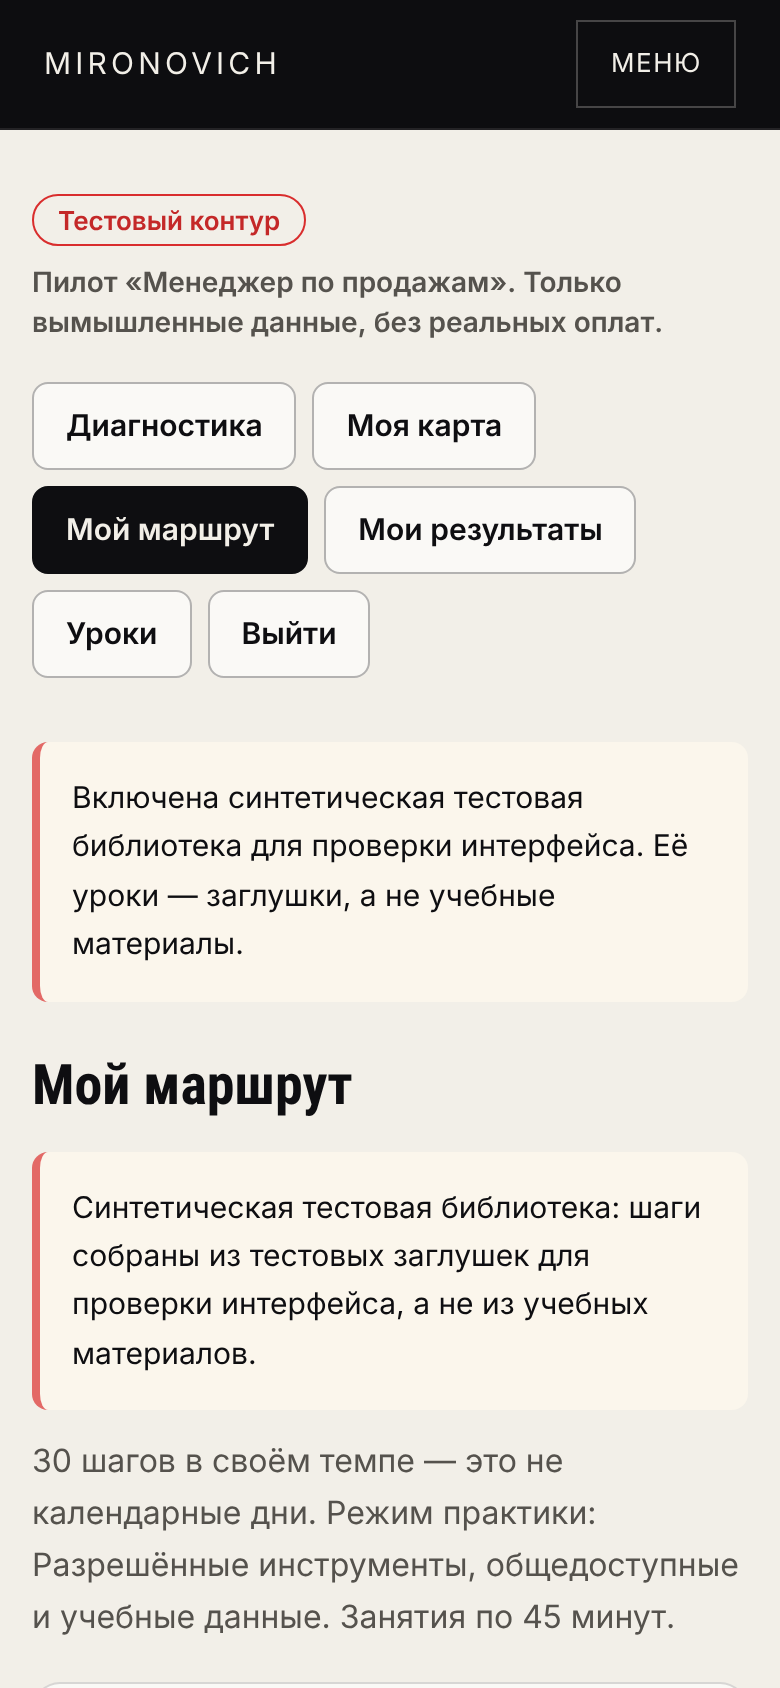 MIRONOVICH
МЕНЮ
Тестовый контур
Пилот «Менеджер по продажам». Только
вымышленные данные, без реальных оплат.
Диагностика
Моя карта
Мой маршрут
Мои результаты
Уроки
Выйти
Включена синтетическая тестовая
библиотека для проверки интерфейса. Её
уроки — заглушки, а не учебные
материалы.
Мой маршрут
Синтетическая тестовая библиотека: шаги
собраны из тестовых заглушек для
проверки интерфейса, а не из учебных
материалов.
30 шагов в своём темпе — это не
календарные дни. Режим практики:
Разрешённые инструменты, общедоступные
и учебные данные. Занятия по 45 минут.